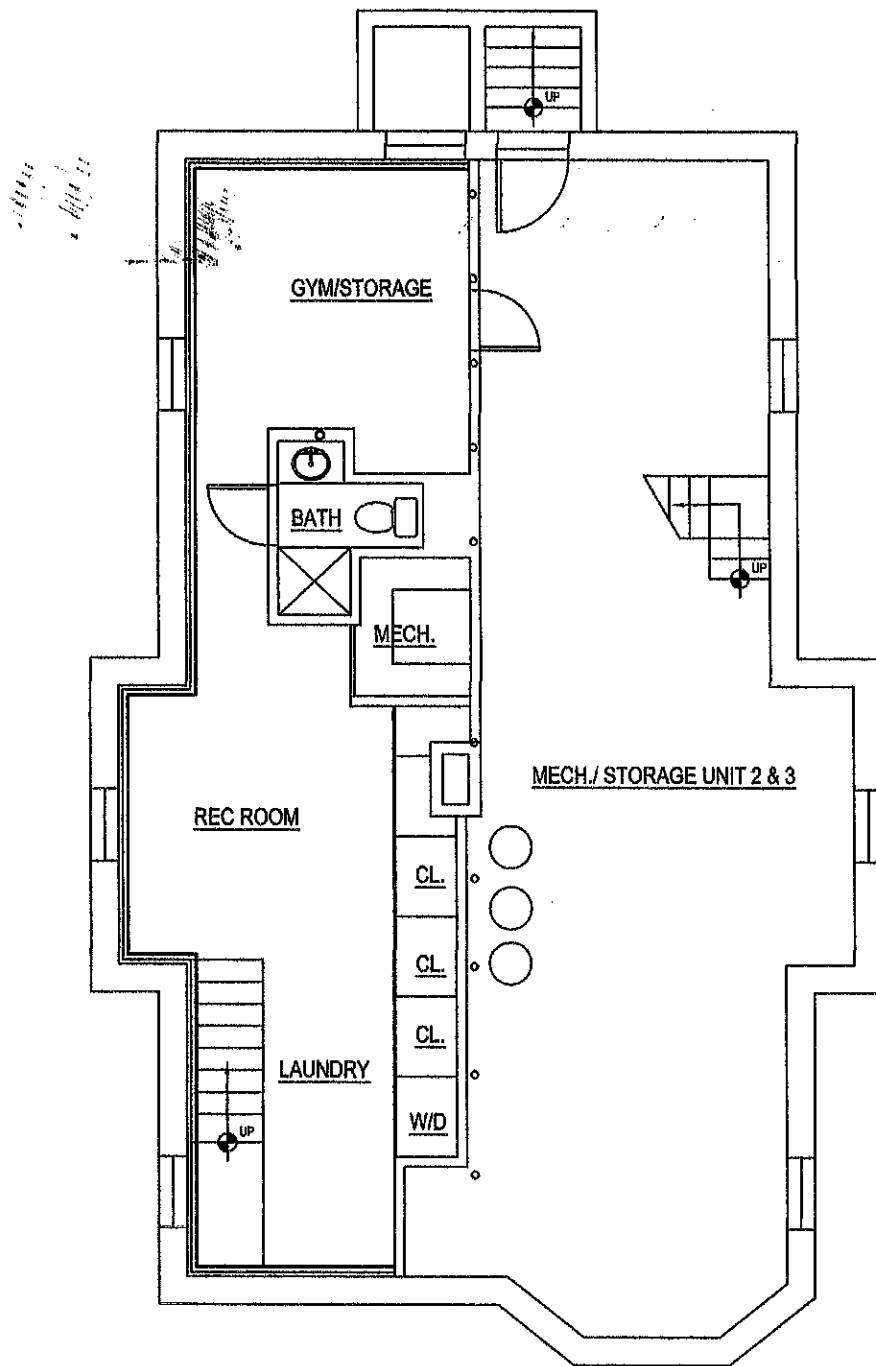 UP
GYM/STORAGE
BATH
UP
MECH.
MECH./ STORAGE UNIT 2 & 3
REC ROOM
CL.
CL.
CL.
LAUNDRY
W/D
UP